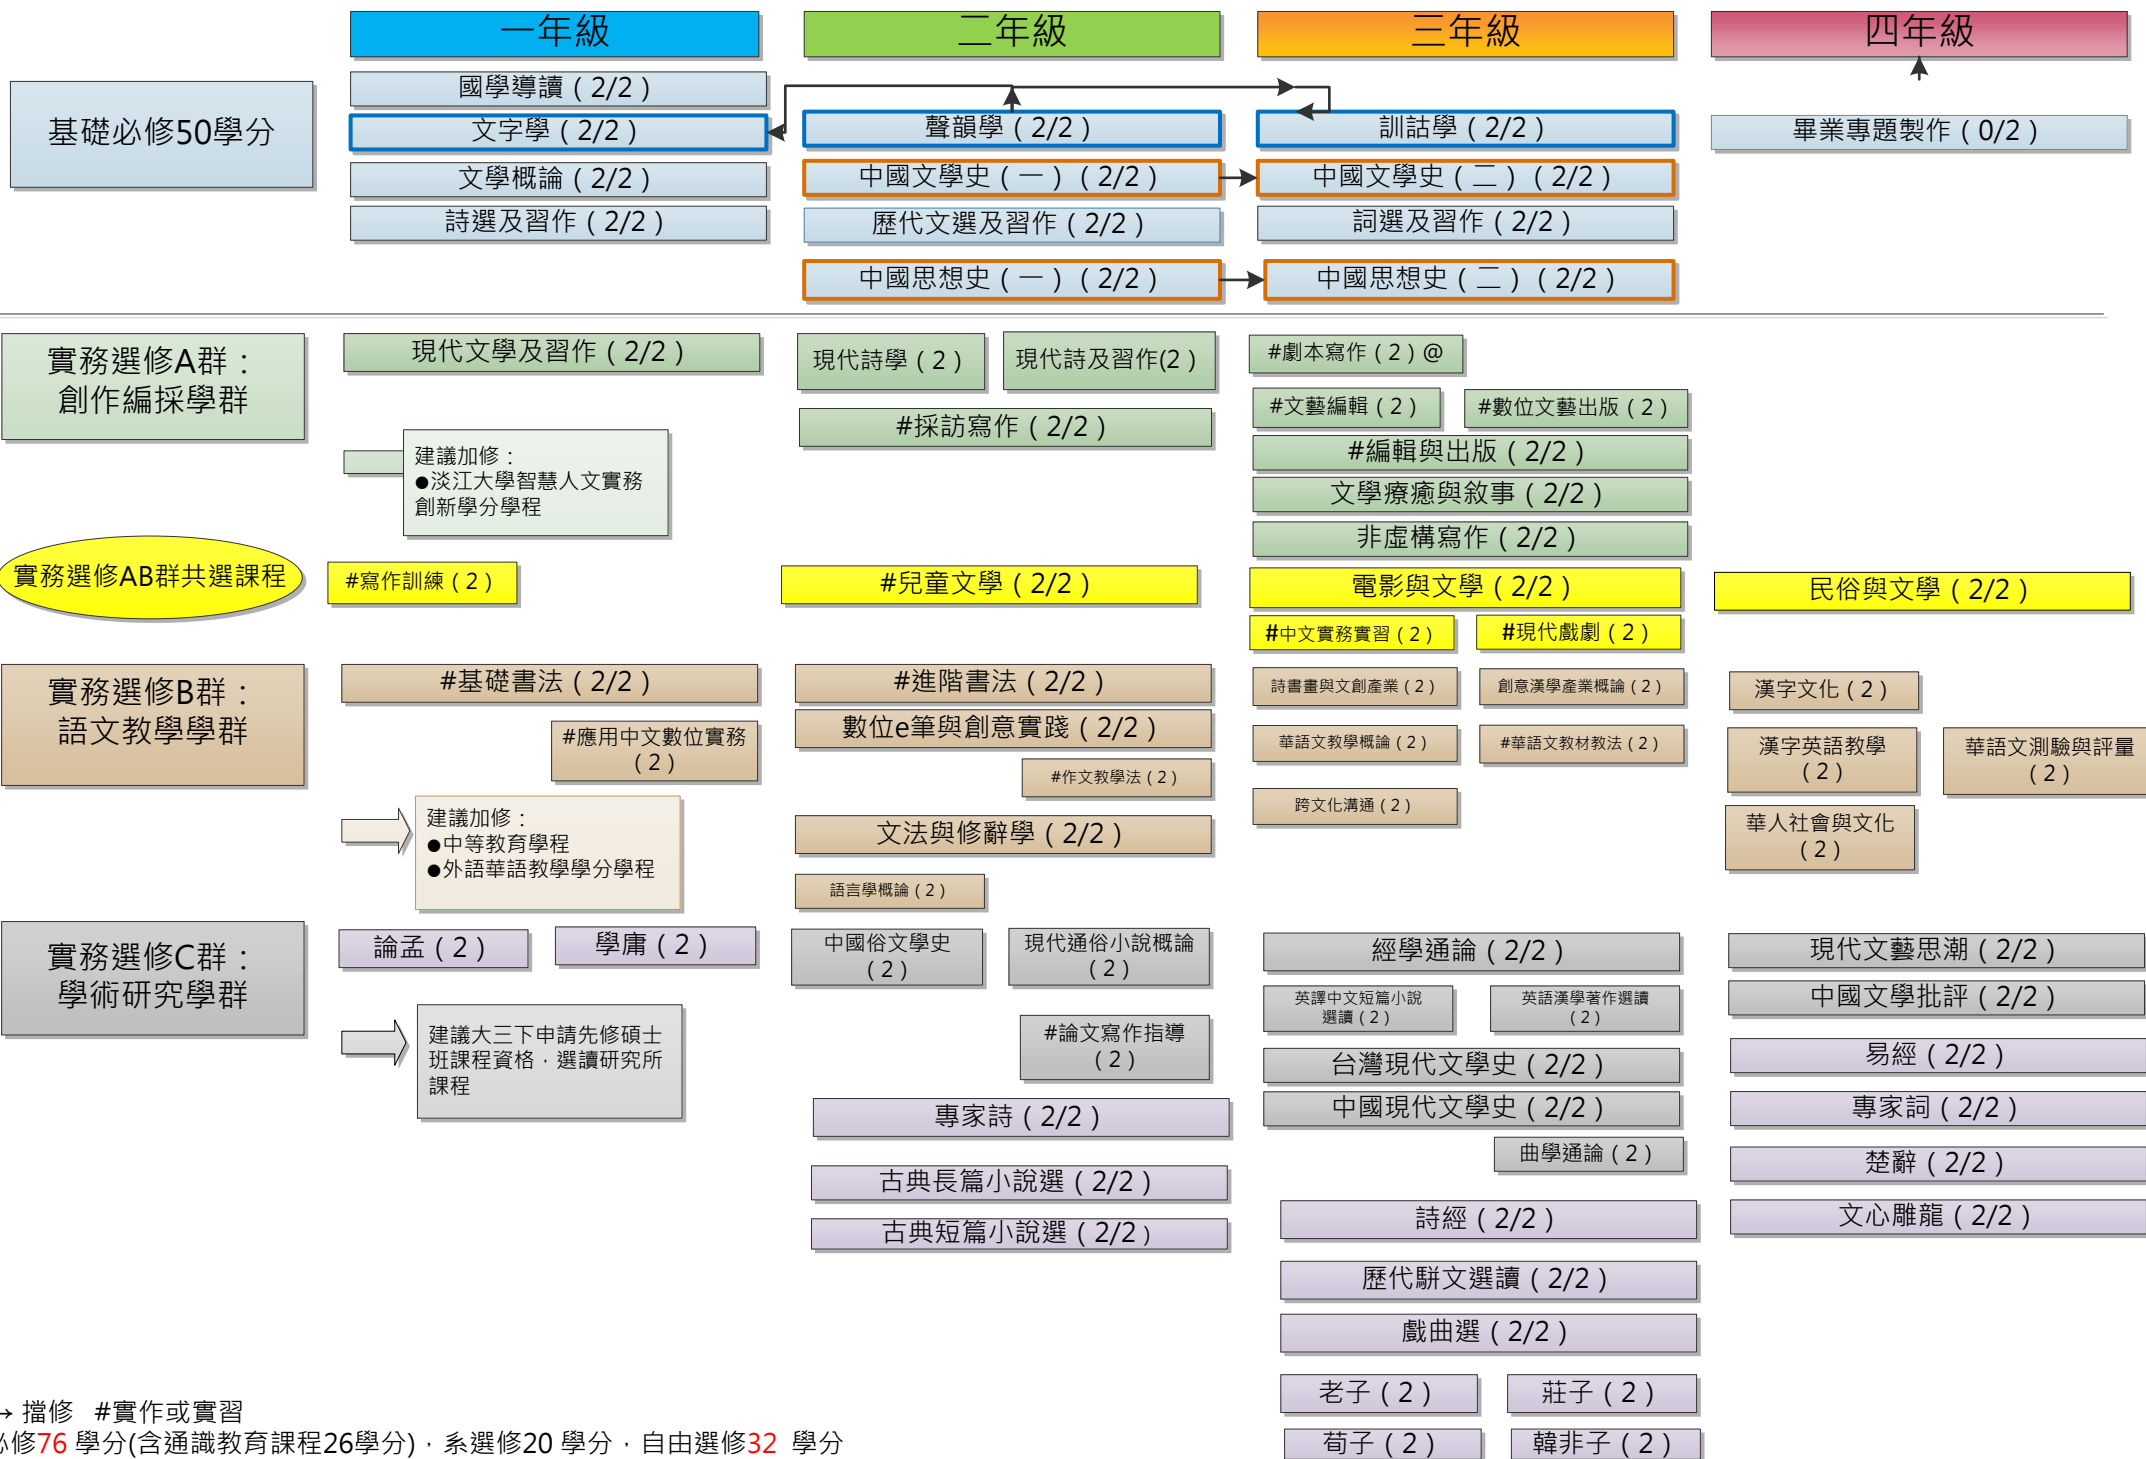 一年級
二年級
三年級
四年級
基礎必修50學分
國學導讀（2/2）
文字學（2/2）
聲韻學（2/2）
訓詁學（2/2）
畢業專題製作（0/2）
文學概論（2/2）
中國文學史（一）（2/2）
中國文學史（二）（2/2）
詩選及習作（2/2）
歷代文選及習作（2/2）
詞選及習作（2/2）
中國思想史（一）（2/2）
中國思想史（二）（2/2）
實務選修A群：
創作編採學群
現代文學及習作（2/2）
現代詩學（2）
現代詩及習作(2）
#劇本寫作（2）@
#文藝編輯（2）
#數位文藝出版（2）
#採訪寫作（2/2）
#編輯與出版（2/2）
建議加修：
●淡江大學智慧人文實務
創新學分學程
文學療癒與敘事（2/2）
非虛構寫作（2/2）
實務選修AB群共選課程
#寫作訓練（2）
#兒童文學（2/2）
電影與文學（2/2）
民俗與文學（2/2）
#中文實務實習（2）
#現代戲劇（2）
實務選修B群：
語文教學學群
#基礎書法（2/2）
#進階書法（2/2）
詩書畫與文創產業（2）
創意漢學產業概論（2）
漢字文化（2）
#應用中文數位實務
（2）
數位e筆與創意實踐（2/2）
華語文教學概論（2）
#華語文教材教法（2）
漢字英語教學
（2）
華語文測驗與評量
（2）
#作文教學法（2）
建議加修：
●中等教育學程
●外語華語教學學分學程
文法與修辭學（2/2）
跨文化溝通（2）
華人社會與文化
（2）
語言學概論（2）
實務選修C群：
學術研究學群
論孟（2）
學庸（2）
中國俗文學史
（2）
現代通俗小說概論
（2）
經學通論（2/2）
現代文藝思潮（2/2）
英譯中文短篇小說
選讀（2）
英語漢學著作選讀
（2）
中國文學批評（2/2）
建議大三下申請先修碩士
班課程資格，選讀研究所
課程
#論文寫作指導
（2）
台灣現代文學史（2/2）
易經（2/2）
專家詩（2/2）
中國現代文學史（2/2）
專家詞（2/2）
曲學通論（2）
古典長篇小說選（2/2）
楚辭（2/2）
古典短篇小說選（2/2）
詩經（2/2）
文心雕龍（2/2）
歷代駢文選讀（2/2）
戲曲選（2/2）
老子（2）
莊子（2）
荀子（2）
韓非子（2）
→ 擋修 #實作或實習
必修76 學分(含通識教育課程26學分)，系選修20 學分，自由選修32 學分